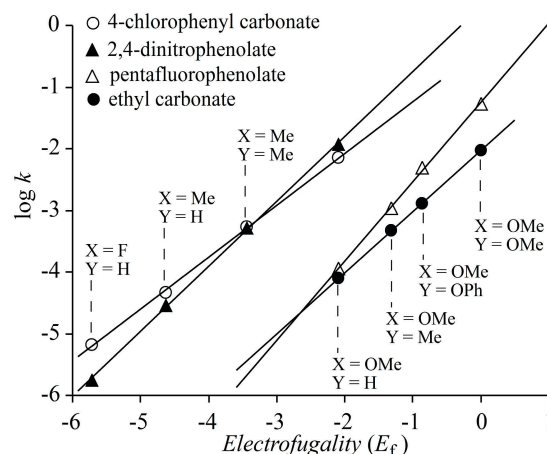 4-chlorophenyl carbonate
2,4-dinitrophenolate
pentafluorophenolate
ethyl carbonate
X = Me
Y = Me
X = Me
Y = H
X = F
Y = H
X = OMe
Y = OMe
X = OMe
Y = OPh
X = OMe
Y = Me
X = OMe
Y = H
log k
0
-1
-2
-3
-4
-5
-6
-6 -5 -4 -3 -2 -1 0
Electrofugality (Ef)